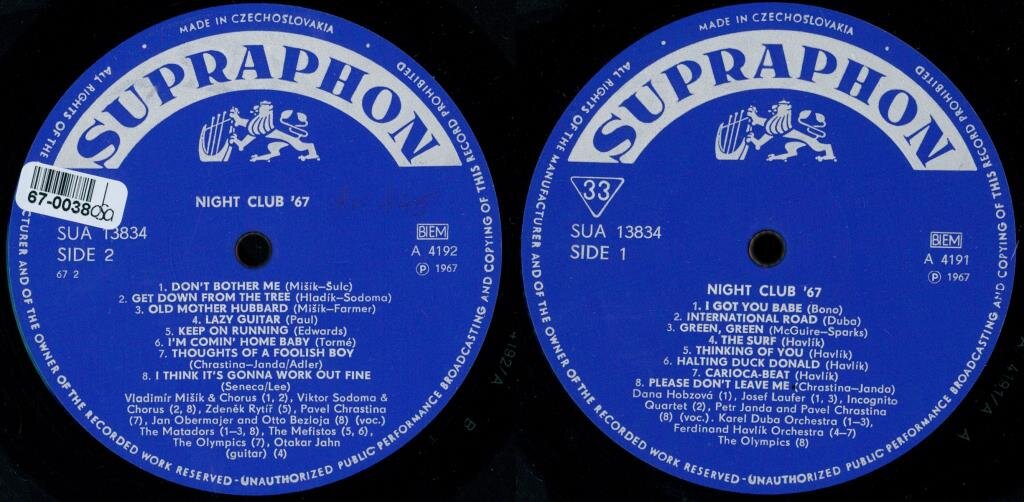 MADE IN CZECHOSLOVAKIA
SUPRAPHON
67-0038
NIGHT CLUB '67
SUA 13834
SIDE 2
67 2
BIEM
A 4192
Ⓟ 1967
1. DON'T BOTHER ME (Mišík–Šulc)
2. GET DOWN FROM THE TREE (Hladík–Sodoma)
3. OLD MOTHER HUBBARD (Mišík–Farmer)
4. LAZY GUITAR (Paul)
5. KEEP ON RUNNING (Edwards)
6. I'M COMIN' HOME BABY (Tormé)
7. THOUGHTS OF A FOOLISH BOY
(Chrastina–Janda/Adler)
8. I THINK IT'S GONNA WORK OUT FINE
(Seneca/Lee)
Vladimír Mišík & Chorus (1, 2), Viktor Sodoma &
Chorus (2, 8), Zdeněk Rytíř (5), Pavel Chrastina
(7), Jan Obermajer and Otto Bezloja (8) (voc.)
The Matadors (1–3, 8), The Mefistos (5, 6),
The Olympics (7), Otakar Jahn
(guitar) (4)
ALL RIGHTS OF THE MANUFACTURER AND OF THE OWNER OF THE RECORDED WORK RESERVED - UNAUTHORIZED PUBLIC PERFORMANCE BROADCASTING AND COPYING OF THIS RECORD PROHIBITED
4192/A
MADE IN CZECHOSLOVAKIA
SUPRAPHON
33
SUA 13834
SIDE 1
BIEM
A 4191
Ⓟ 1967
NIGHT CLUB '67
1. I GOT YOU BABE (Bono)
2. INTERNATIONAL ROAD (Duba)
3. GREEN, GREEN (McGuire–Sparks)
4. THE SURF (Havlík)
5. THINKING OF YOU (Havlík)
6. HALTING DUCK DONALD (Havlík)
7. CARIOCA-BEAT (Havlík)
8. PLEASE DON'T LEAVE ME (Chrastina–Janda)
Dana Hobzová (1), Josef Laufer (1, 3), Incognito
Quartet (2), Petr Janda and Pavel Chrastina
(8) (voc.). Karel Duba Orchestra (1–3),
Ferdinand Havlík Orchestra (4–7)
The Olympics (8)
ALL RIGHTS OF THE MANUFACTURER AND OF THE OWNER OF THE RECORDED WORK RESERVED - UNAUTHORIZED PUBLIC PERFORMANCE BROADCASTING AND COPYING OF THIS RECORD PROHIBITED
4191/A